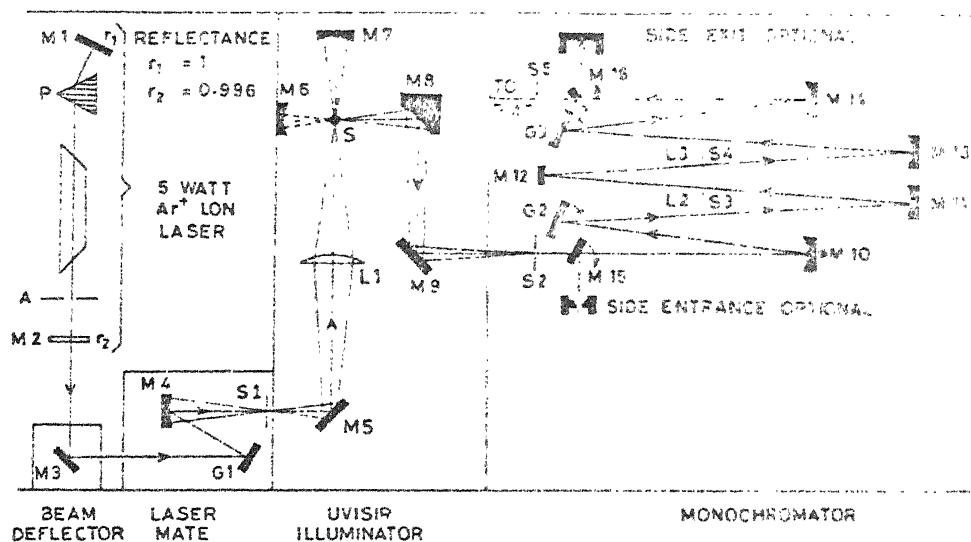 M1
r1
REFLECTANCE
r1 = 1
r2 = 0.996
P
5 WATT
Ar+ LON
LASER
A
M2
r2
M3
M4
S1
G1
M5
M7
M6
M8
S
L1
A
M9
SIDE EXIT OPTIONAL
S5
M16
TO
G3
M14
M13
L3 S4
M12
L2 S3
M11
G2
M10
S2
M15
SIDE ENTRANCE OPTIONAL
BEAM
DEFLECTOR
LASER
MATE
UVISIR
ILLUMINATOR
MONOCHROMATOR